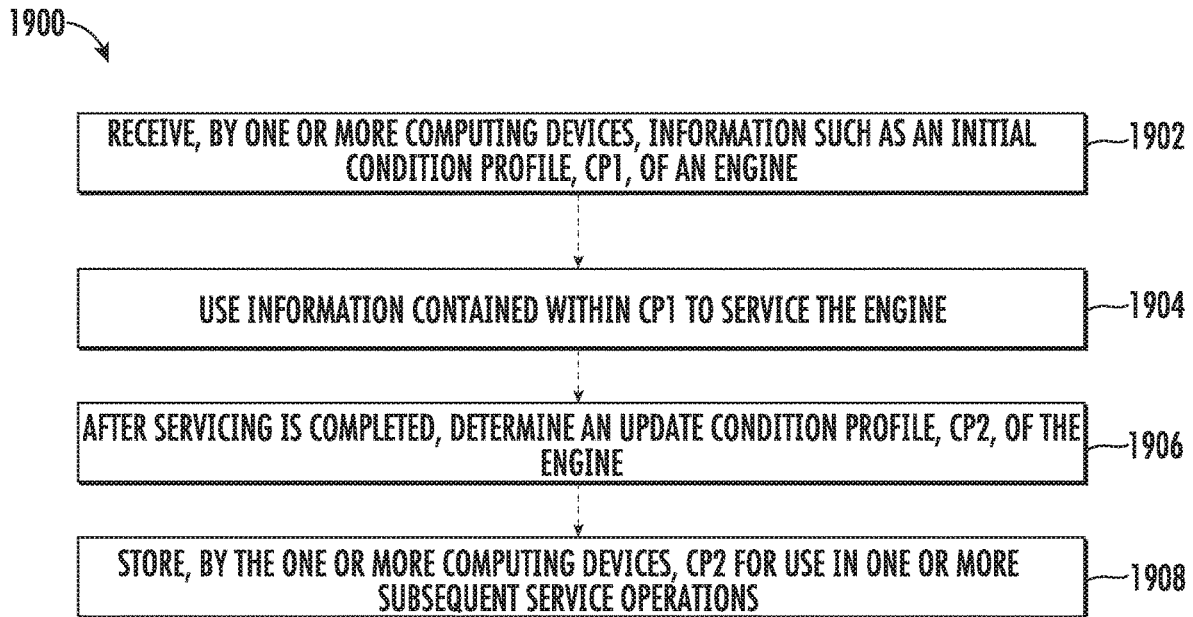 1900
RECEIVE, BY ONE OR MORE COMPUTING DEVICES, INFORMATION SUCH AS AN INITIAL
CONDITION PROFILE, CP1, OF AN ENGINE
1902
USE INFORMATION CONTAINED WITHIN CP1 TO SERVICE THE ENGINE
1904
AFTER SERVICING IS COMPLETED, DETERMINE AN UPDATE CONDITION PROFILE, CP2, OF THE
ENGINE
1906
STORE, BY THE ONE OR MORE COMPUTING DEVICES, CP2 FOR USE IN ONE OR MORE
SUBSEQUENT SERVICE OPERATIONS
1908